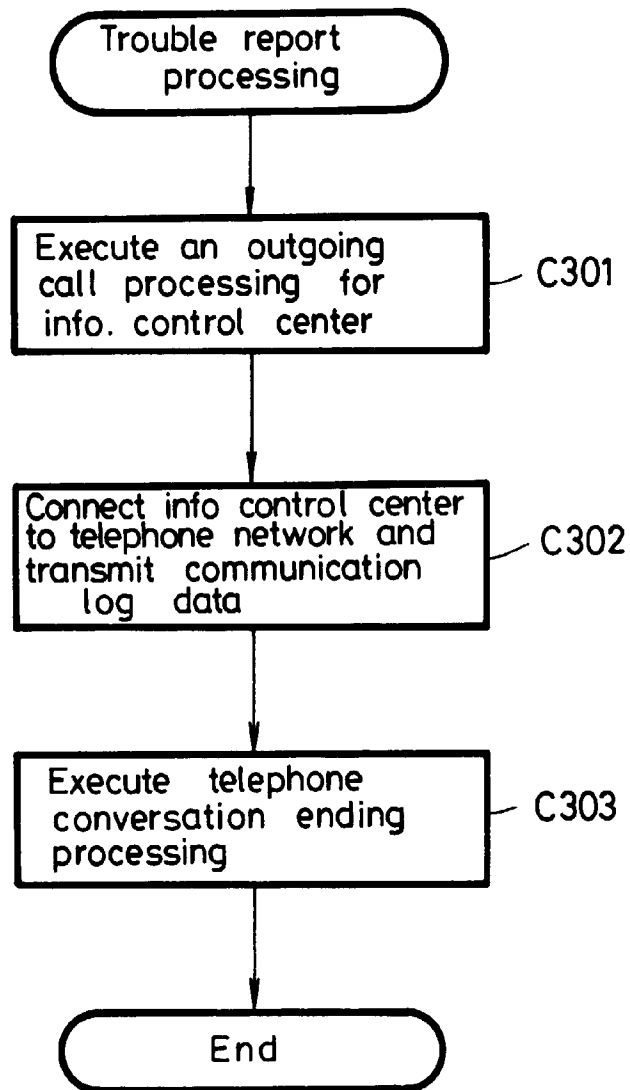 Trouble report
processing
Execute an outgoing
call processing for
info. control center
C301
Connect info control center
to telephone network and
transmit communication
log data
C302
Execute telephone
conversation ending
processing
C303
End